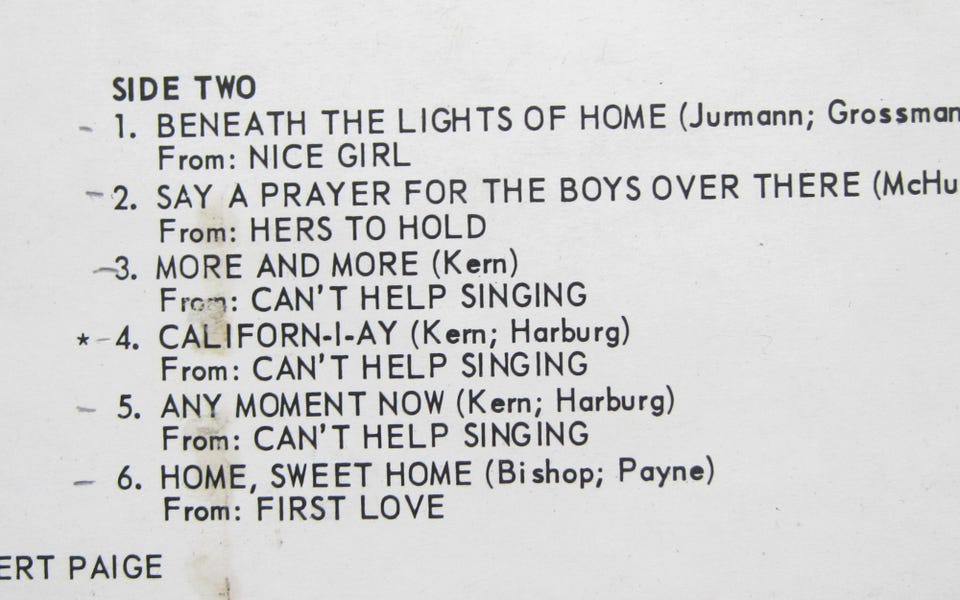 SIDE TWO
1. BENEATH THE LIGHTS OF HOME (Jurmann; Grossman
From: NICE GIRL
2. SAY A PRAYER FOR THE BOYS OVER THERE (McHu
From: HERS TO HOLD
3. MORE AND MORE (Kern)
From: CAN'T HELP SINGING
* 4. CALIFORN-I-AY (Kern; Harburg)
From: CAN'T HELP SINGING
5. ANY MOMENT NOW (Kern; Harburg)
From: CAN'T HELP SINGING
6. HOME, SWEET HOME (Bishop; Payne)
From: FIRST LOVE
ERT PAIGE